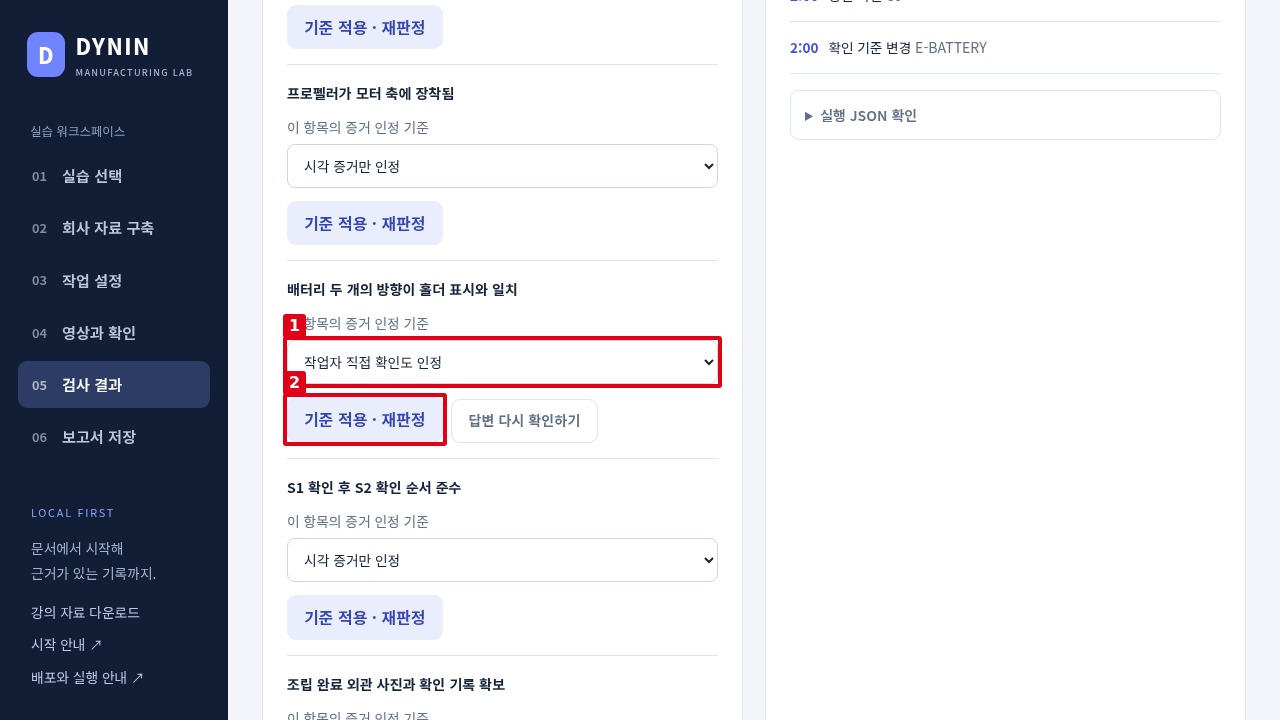 D DYNIN
MANUFACTURING LAB
실습 워크스페이스
01 실습 선택
02 회사 자료 구축
03 작업 설정
04 영상과 확인
05 검사 결과
06 보고서 저장
LOCAL FIRST
문서에서 시작해
근거가 있는 기록까지.
강의 자료 다운로드
시작 안내 ↗
배포와 실행 안내 ↗
기준 적용 · 재판정
프로펠러가 모터 축에 장착됨
이 항목의 증거 인정 기준
시각 증거만 인정
기준 적용 · 재판정
배터리 두 개의 방향이 홀더 표시와 일치
1 항목의 증거 인정 기준
작업자 직접 확인도 인정
2
기준 적용 · 재판정 답변 다시 확인하기
S1 확인 후 S2 확인 순서 준수
이 항목의 증거 인정 기준
시각 증거만 인정
기준 적용 · 재판정
조립 완료 외관 사진과 확인 기록 확보
이 항목의 증거 인정 기준
2:00 확인 기준 변경 E-BATTERY
▶ 실행 JSON 확인